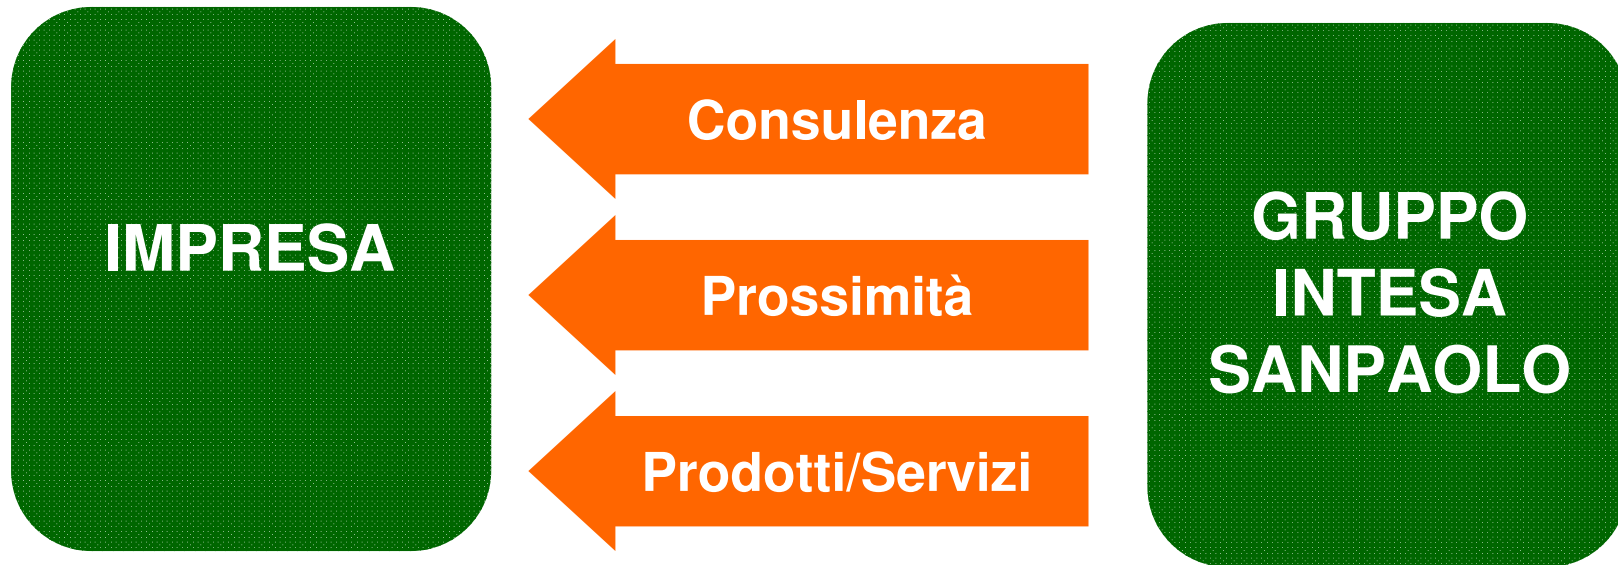 IMPRESA
Consulenza
Prossimità
Prodotti/Servizi
GRUPPO
INTESA
SANPAOLO